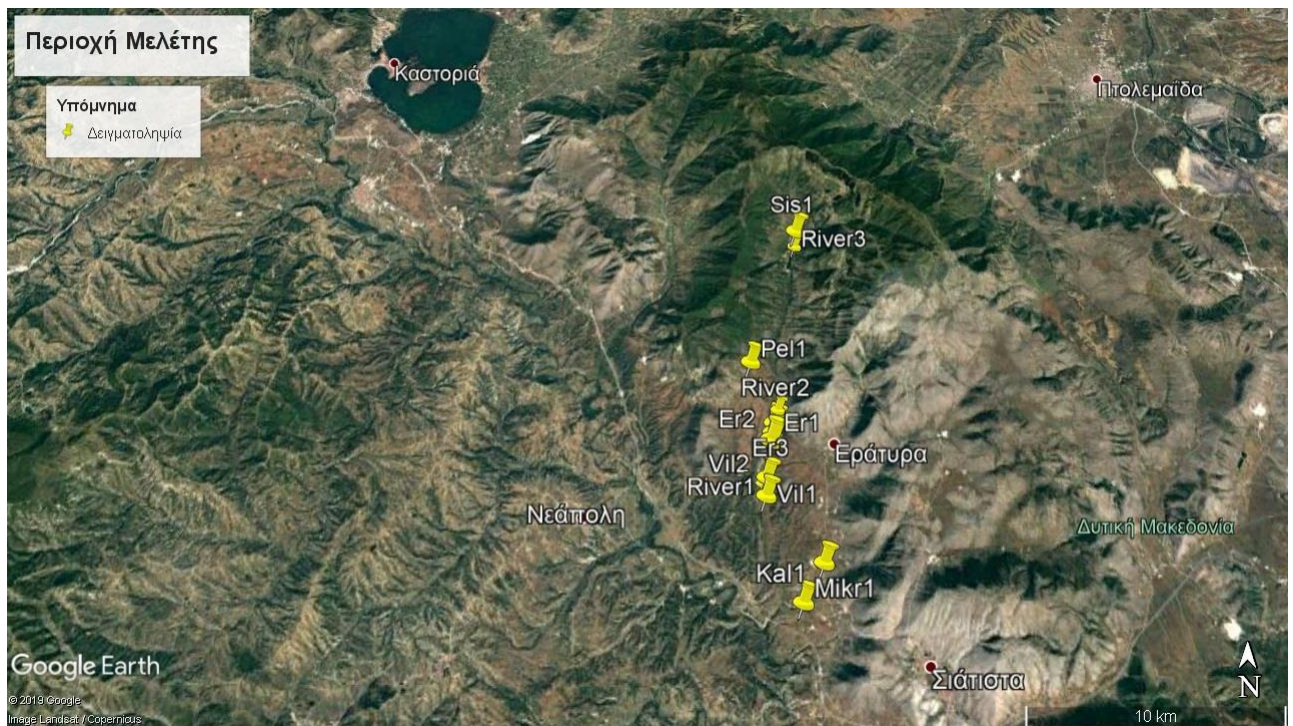 Περιοχή Μελέτης
Υπόμνημα
Δειγματοληψία
Καστοριά
Πτολεμαΐδα
Sis1
River3
Pel1
River2
Er2
Er1
Er3
Εράτυρα
Vil2
River1
Vil1
Νεάπολη
Δυτική Μακεδονία
Kal1
Mikr1
Σιάτιστα
Google Earth
© 2019 Google
Image Landsat / Copernicus
N
10 km